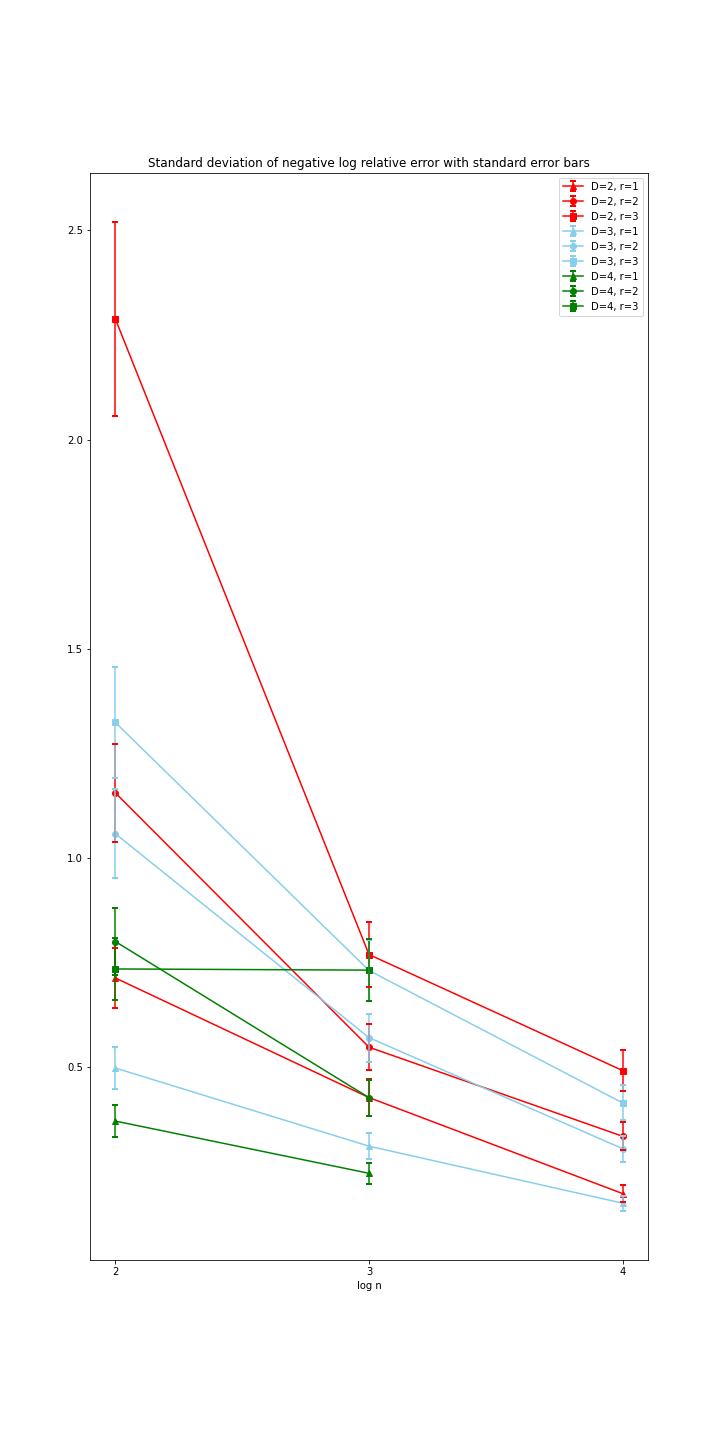 Standard deviation of negative log relative error with standard error bars
D=2, r=1
D=2, r=2
D=2, r=3
D=3, r=1
D=3, r=2
D=3, r=3
D=4, r=1
D=4, r=2
D=4, r=3
2.5
2.0
1.5
1.0
0.5
2 3 4
log n